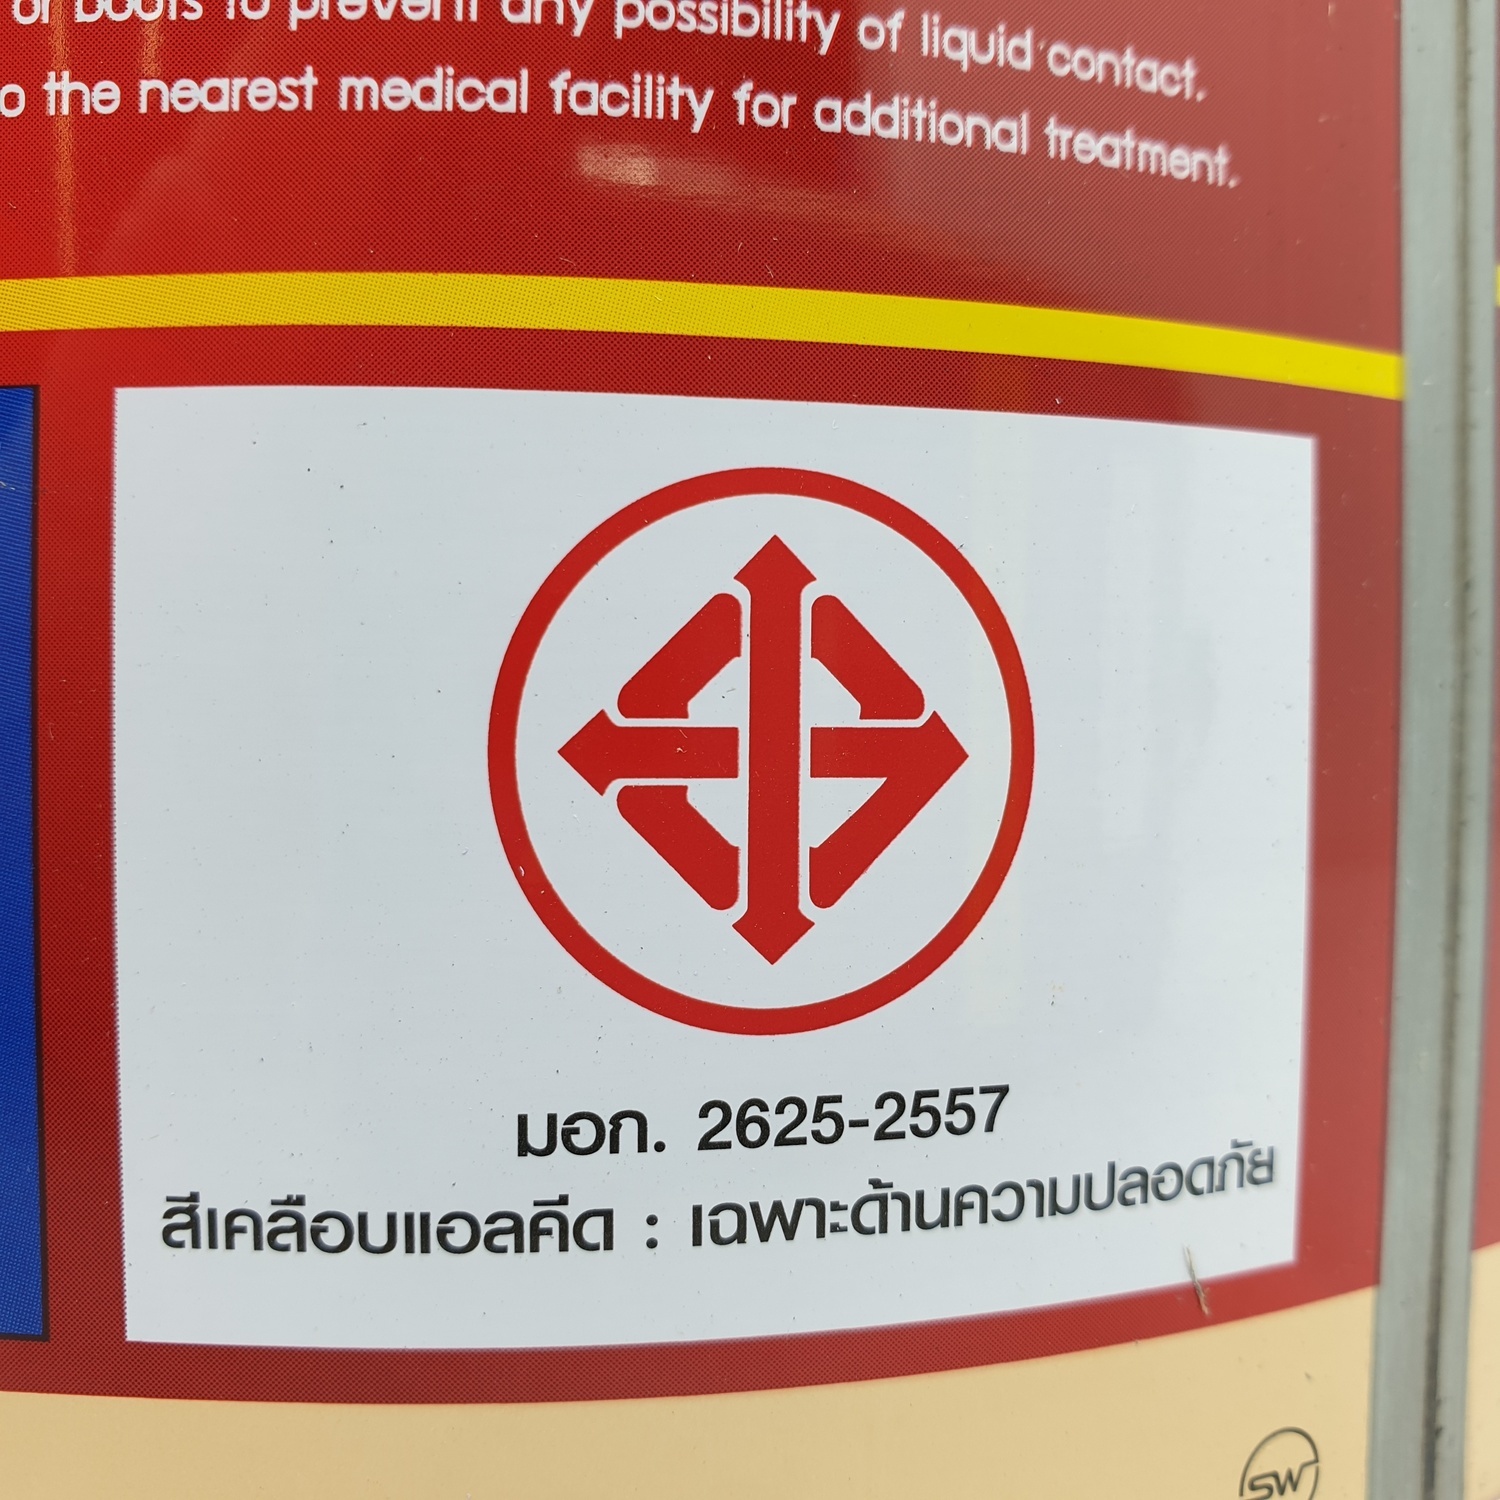 or boots to prevent any possibility of liquid contact.
o the nearest medical facility for additional treatment.
มอก. 2625-2557
สีเคลือบแอลคีด : เฉพาะด้านความปลอดภัย
SW